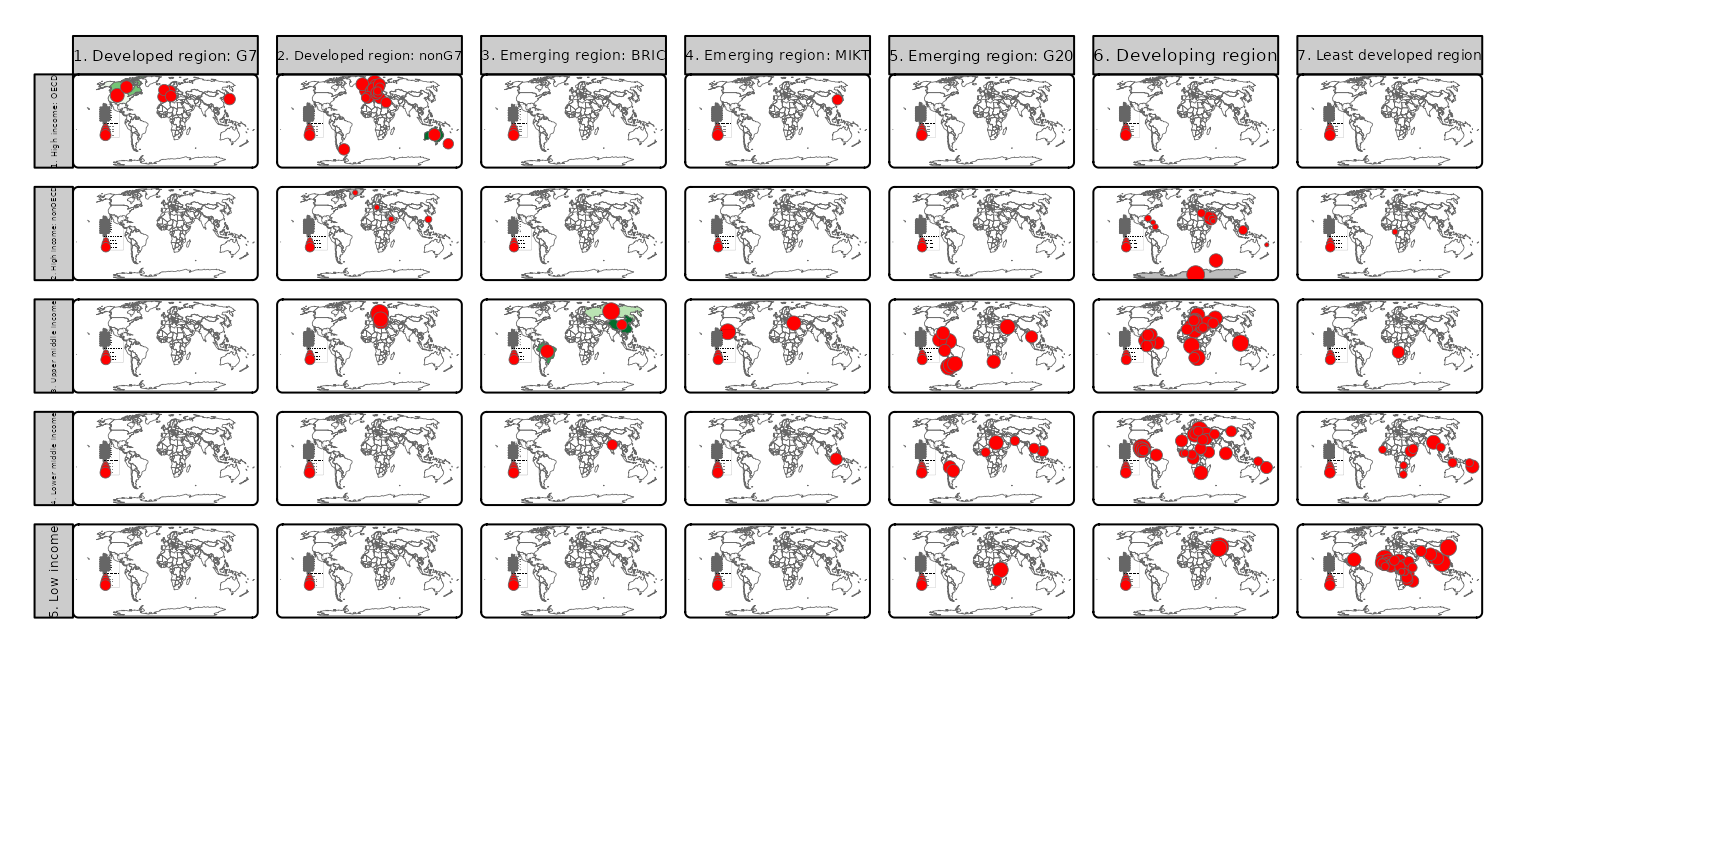 1. Developed region: G7
2. Developed region: nonG7
3. Emerging region: BRIC
4. Emerging region: MIKT
5. Emerging region: G20
6. Developing region
7. Least developed region
1. High income: OECD
2. High income: nonOECD
3. Upper middle income
4. Lower middle income
5. Low income